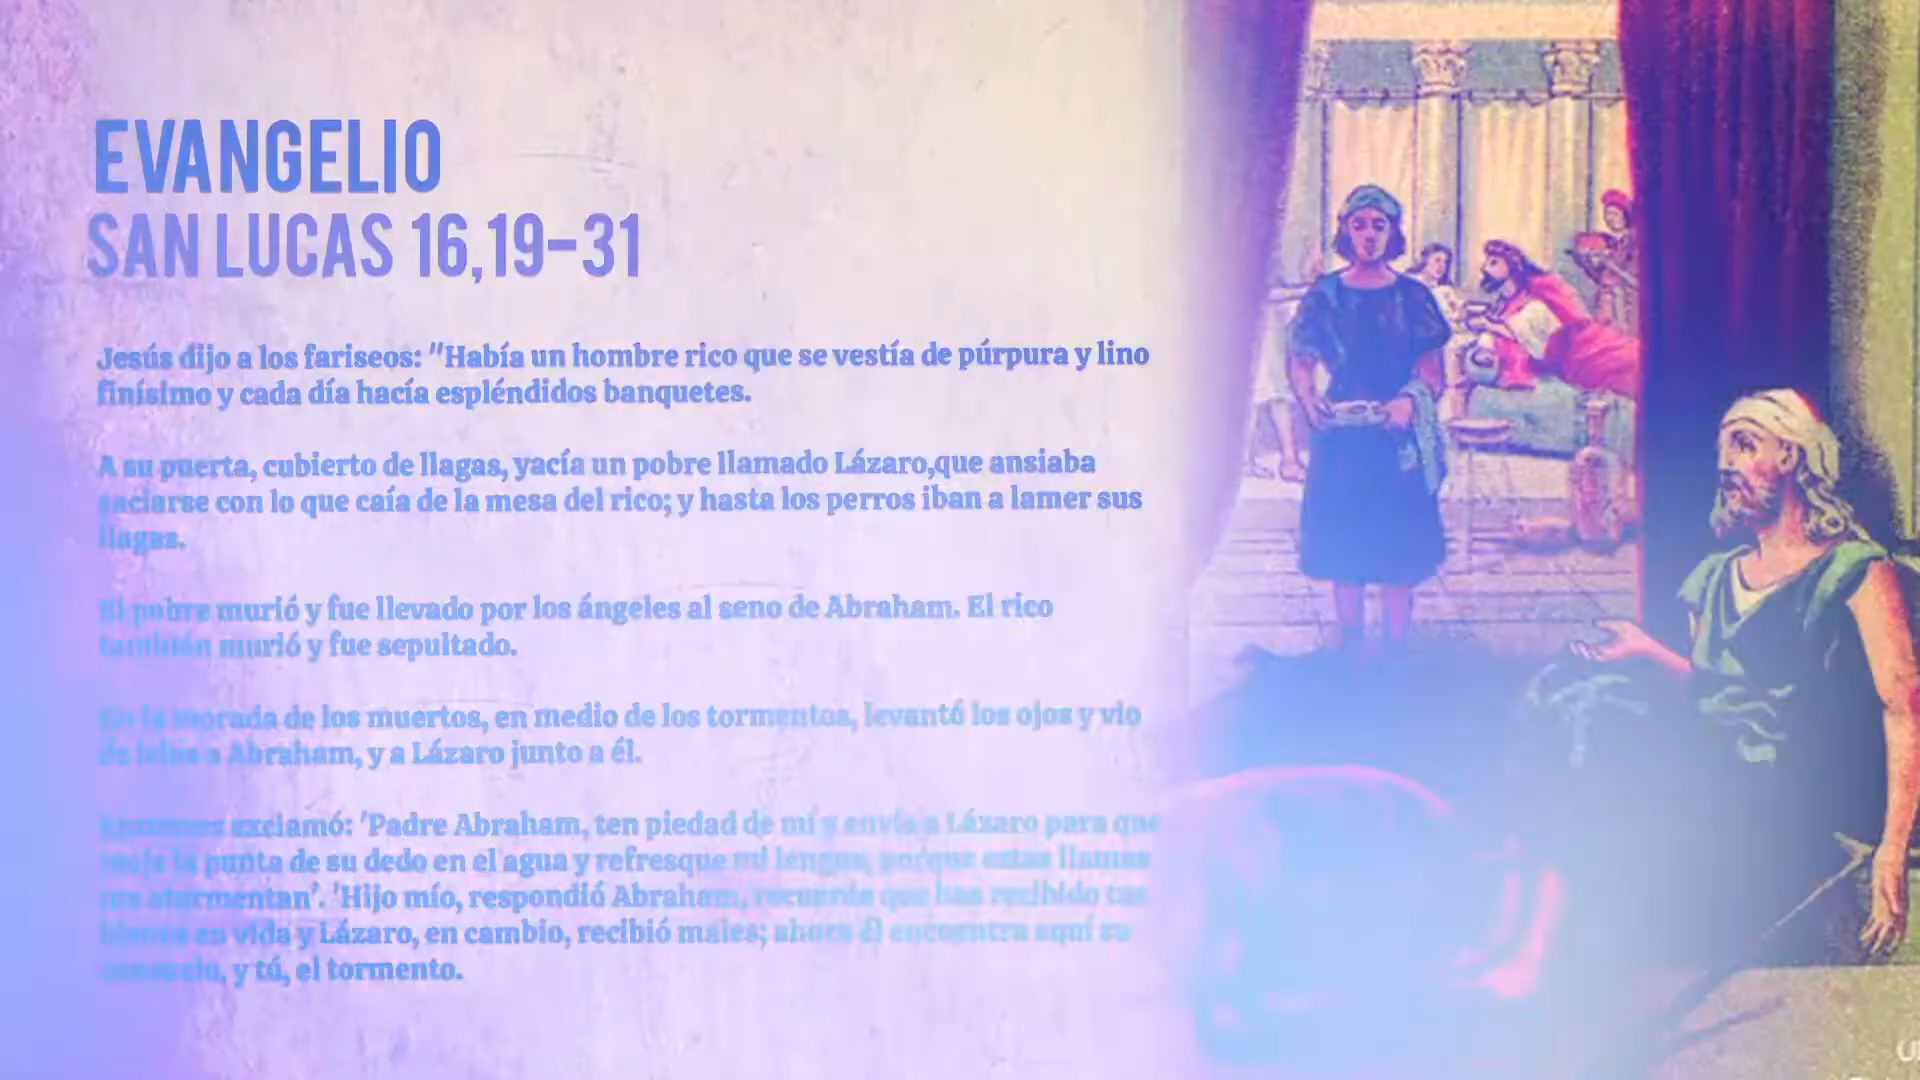 EVANGELIO
SAN LUCAS 16,19-31
Jesús dijo a los fariseos: "Había un hombre rico que se vestía de púrpura y lino
finísimo y cada día hacía espléndidos banquetes.
A su puerta, cubierto de llagas, yacía un pobre llamado Lázaro,que ansiaba
saciarse con lo que caía de la mesa del rico; y hasta los perros iban a lamer sus
llagas.
El pobre murió y fue llevado por los ángeles al seno de Abraham. El rico
también murió y fue sepultado.
En la morada de los muertos, en medio de los tormentos, levantó los ojos y vio
de lejos a Abraham, y a Lázaro junto a él.
exclamó: 'Padre Abraham, ten piedad de mí y envía a Lázaro para que
moje la punta de su dedo en el agua y refresque mi lengua, porque estas llamas
me atormentan'. 'Hijo mío, respondió Abraham, recuerda que has recibido tus
bienes en vida y Lázaro, en cambio, recibió males; ahora él encuentra aquí su
consuelo, y tú, el tormento.